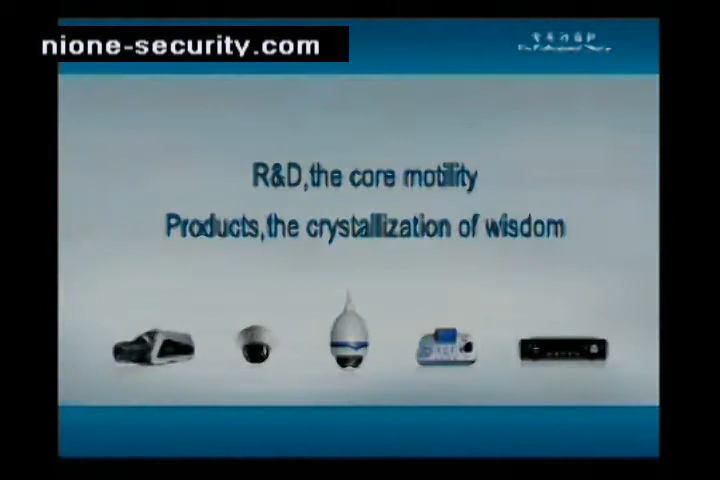 nione-security.com
R&D,the core motility
Products,the crystallization of wisdom